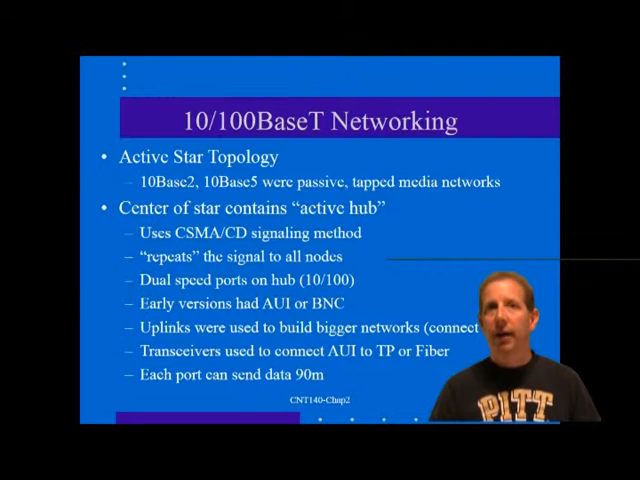 10/100BaseT Networking
• Active Star Topology
– 10Base2, 10Base5 were passive, tapped media networks
• Center of star contains “active hub”
– Uses CSMA/CD signaling method
– “repeats” the signal to all nodes
– Dual speed ports on hub (10/100)
– Early versions had AUI or BNC
– Uplinks were used to build bigger networks (connect
– Transceivers used to connect AUI to TP or Fiber
– Each port can send data 90m
CNT140-Chap2
PITT